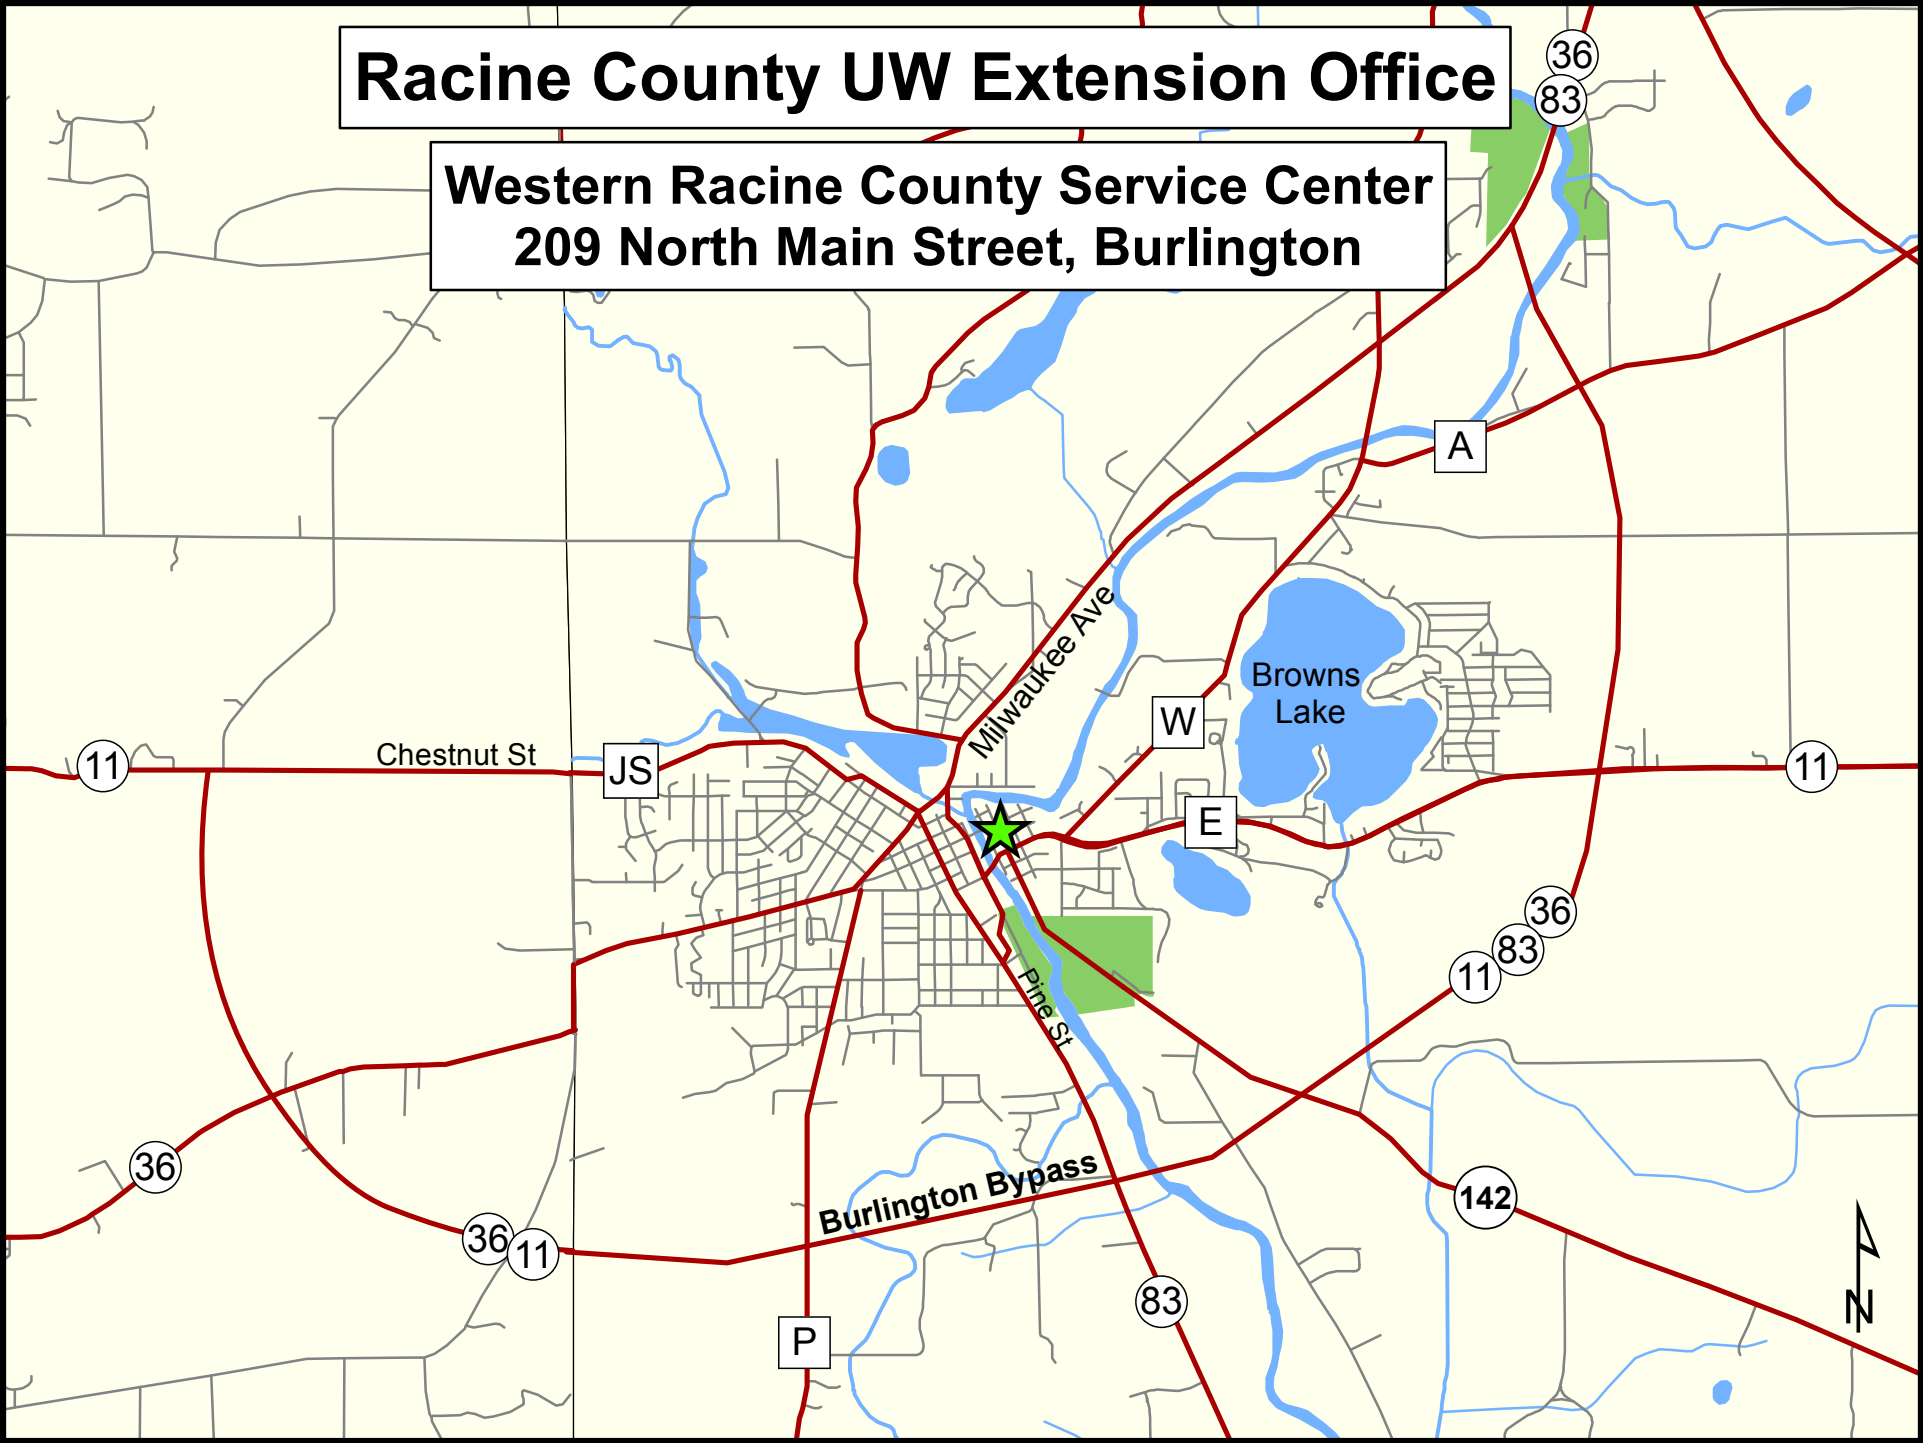 Racine County UW Extension Office
Western Racine County Service Center
209 North Main Street, Burlington
36
83
A
Milwaukee Ave
Browns
Lake
W
Chestnut St
11
JS
11
E
36
83
11
Pine St
36
Burlington Bypass
142
36
11
83
P
N